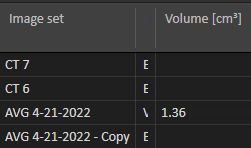 Image set Volume [cm³]
CT 7 E
CT 6 E
AVG 4-21-2022 V 1.36
AVG 4-21-2022 - Copy E